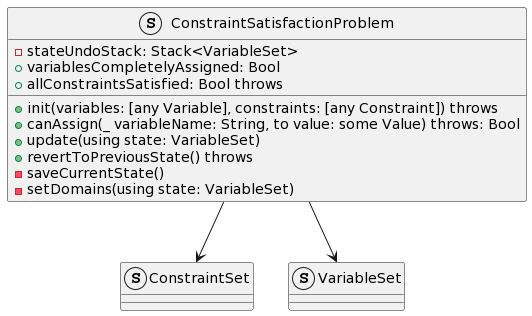 S ConstraintSatisfactionProblem
stateUndoStack: Stack<VariableSet>
variablesCompletelyAssigned: Bool
allConstraintsSatisfied: Bool throws
init(variables: [any Variable], constraints: [any Constraint]) throws
canAssign(_ variableName: String, to value: some Value) throws: Bool
update(using state: VariableSet)
revertToPreviousState() throws
saveCurrentState()
setDomains(using state: VariableSet)
S ConstraintSet
S VariableSet